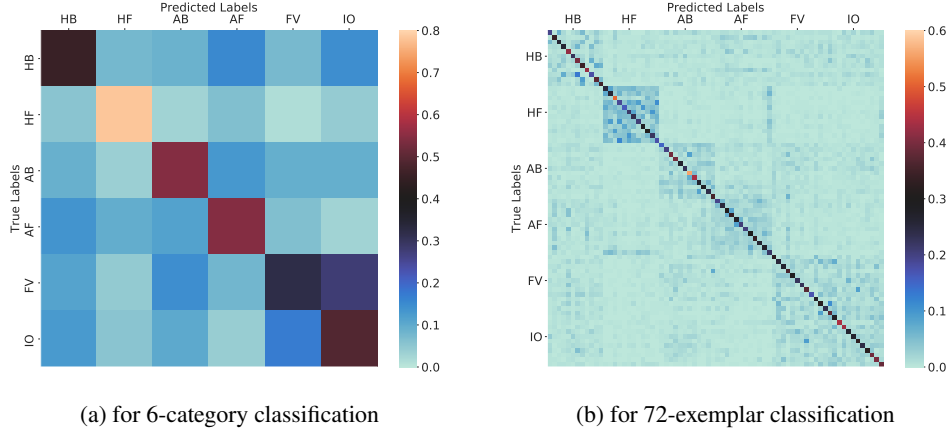 Predicted Labels
HB HF AB AF FV IO
True Labels
HB
HF
AB
AF
FV
IO
0.8
0.7
0.6
0.5
0.4
0.3
0.2
0.1
0.0
(a) for 6-category classification
Predicted Labels
HB HF AB AF FV IO
True Labels
HB
HF
AB
AF
FV
IO
0.6
0.5
0.4
0.3
0.2
0.1
0.0
(b) for 72-exemplar classification